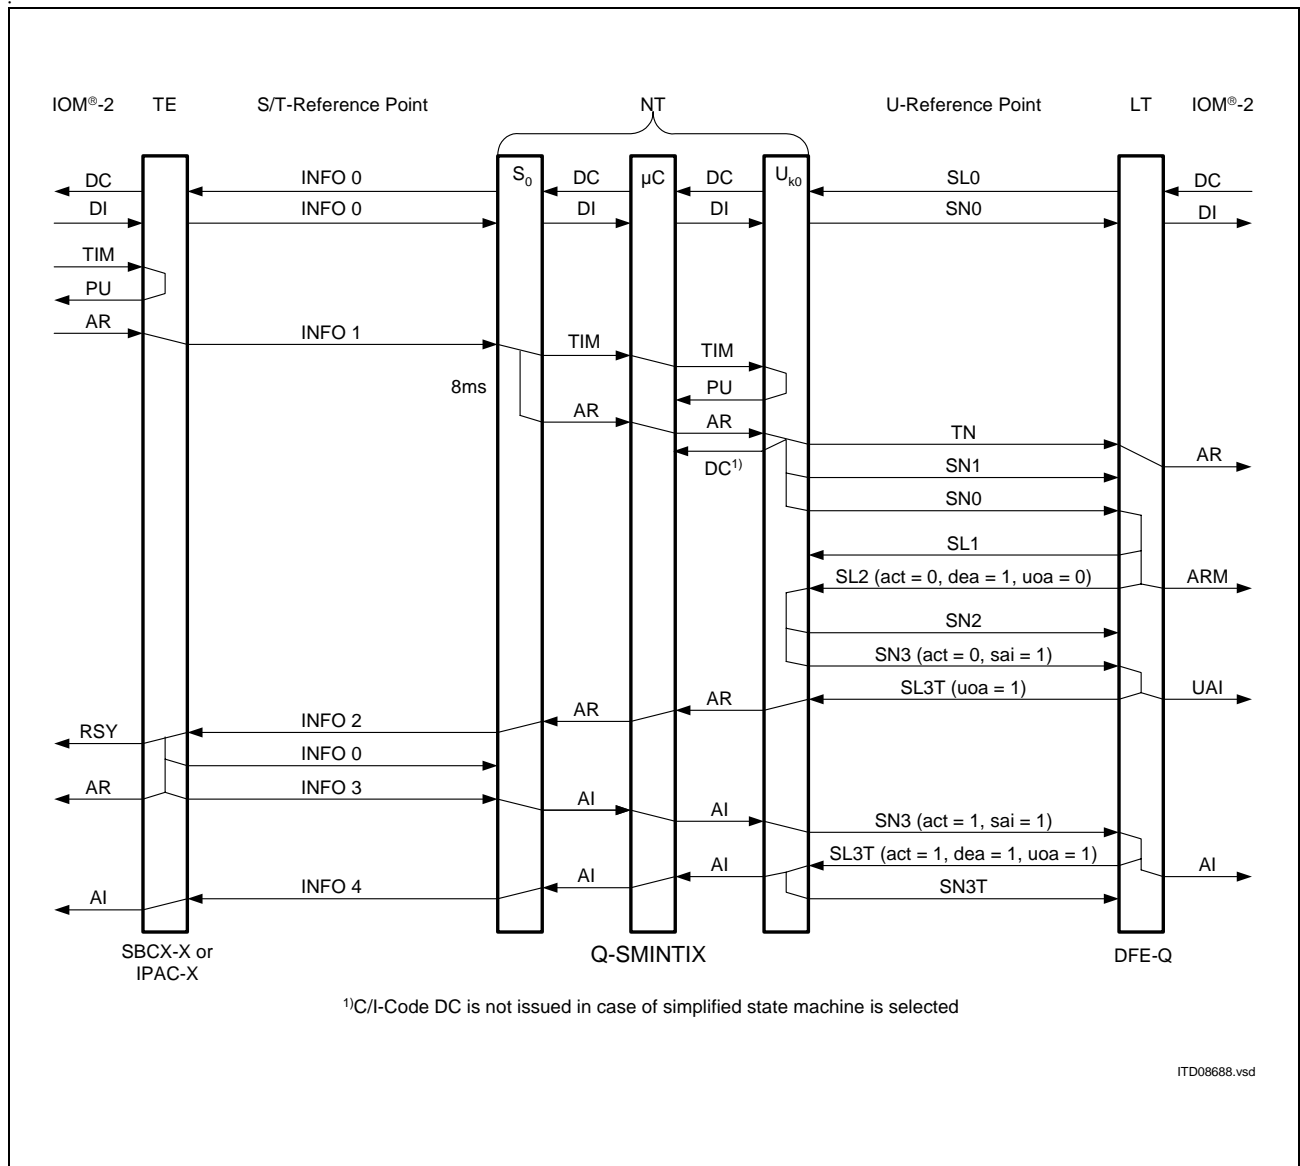 IOM®-2 TE S/T-Reference Point NT U-Reference Point LT IOM®-2
S0 µC Uk0
DC INFO 0 DC DC SL0 DC
DI INFO 0 DI DI SN0 DI
TIM
PU
AR INFO 1 TIM TIM
8ms PU
AR AR TN AR
DC1) SN1
SN0
SL1
SL2 (act = 0, dea = 1, uoa = 0) ARM
SN2
SN3 (act = 0, sai = 1)
AR AR SL3T (uoa = 1) UAI
RSY INFO 2
INFO 0
AR INFO 3 AI AI SN3 (act = 1, sai = 1)
SL3T (act = 1, dea = 1, uoa = 1)
AI INFO 4 AI AI SN3T AI
SBCX-X or
IPAC-X
Q-SMINTIX
DFE-Q
1)C/I-Code DC is not issued in case of simplified state machine is selected
ITD08688.vsd